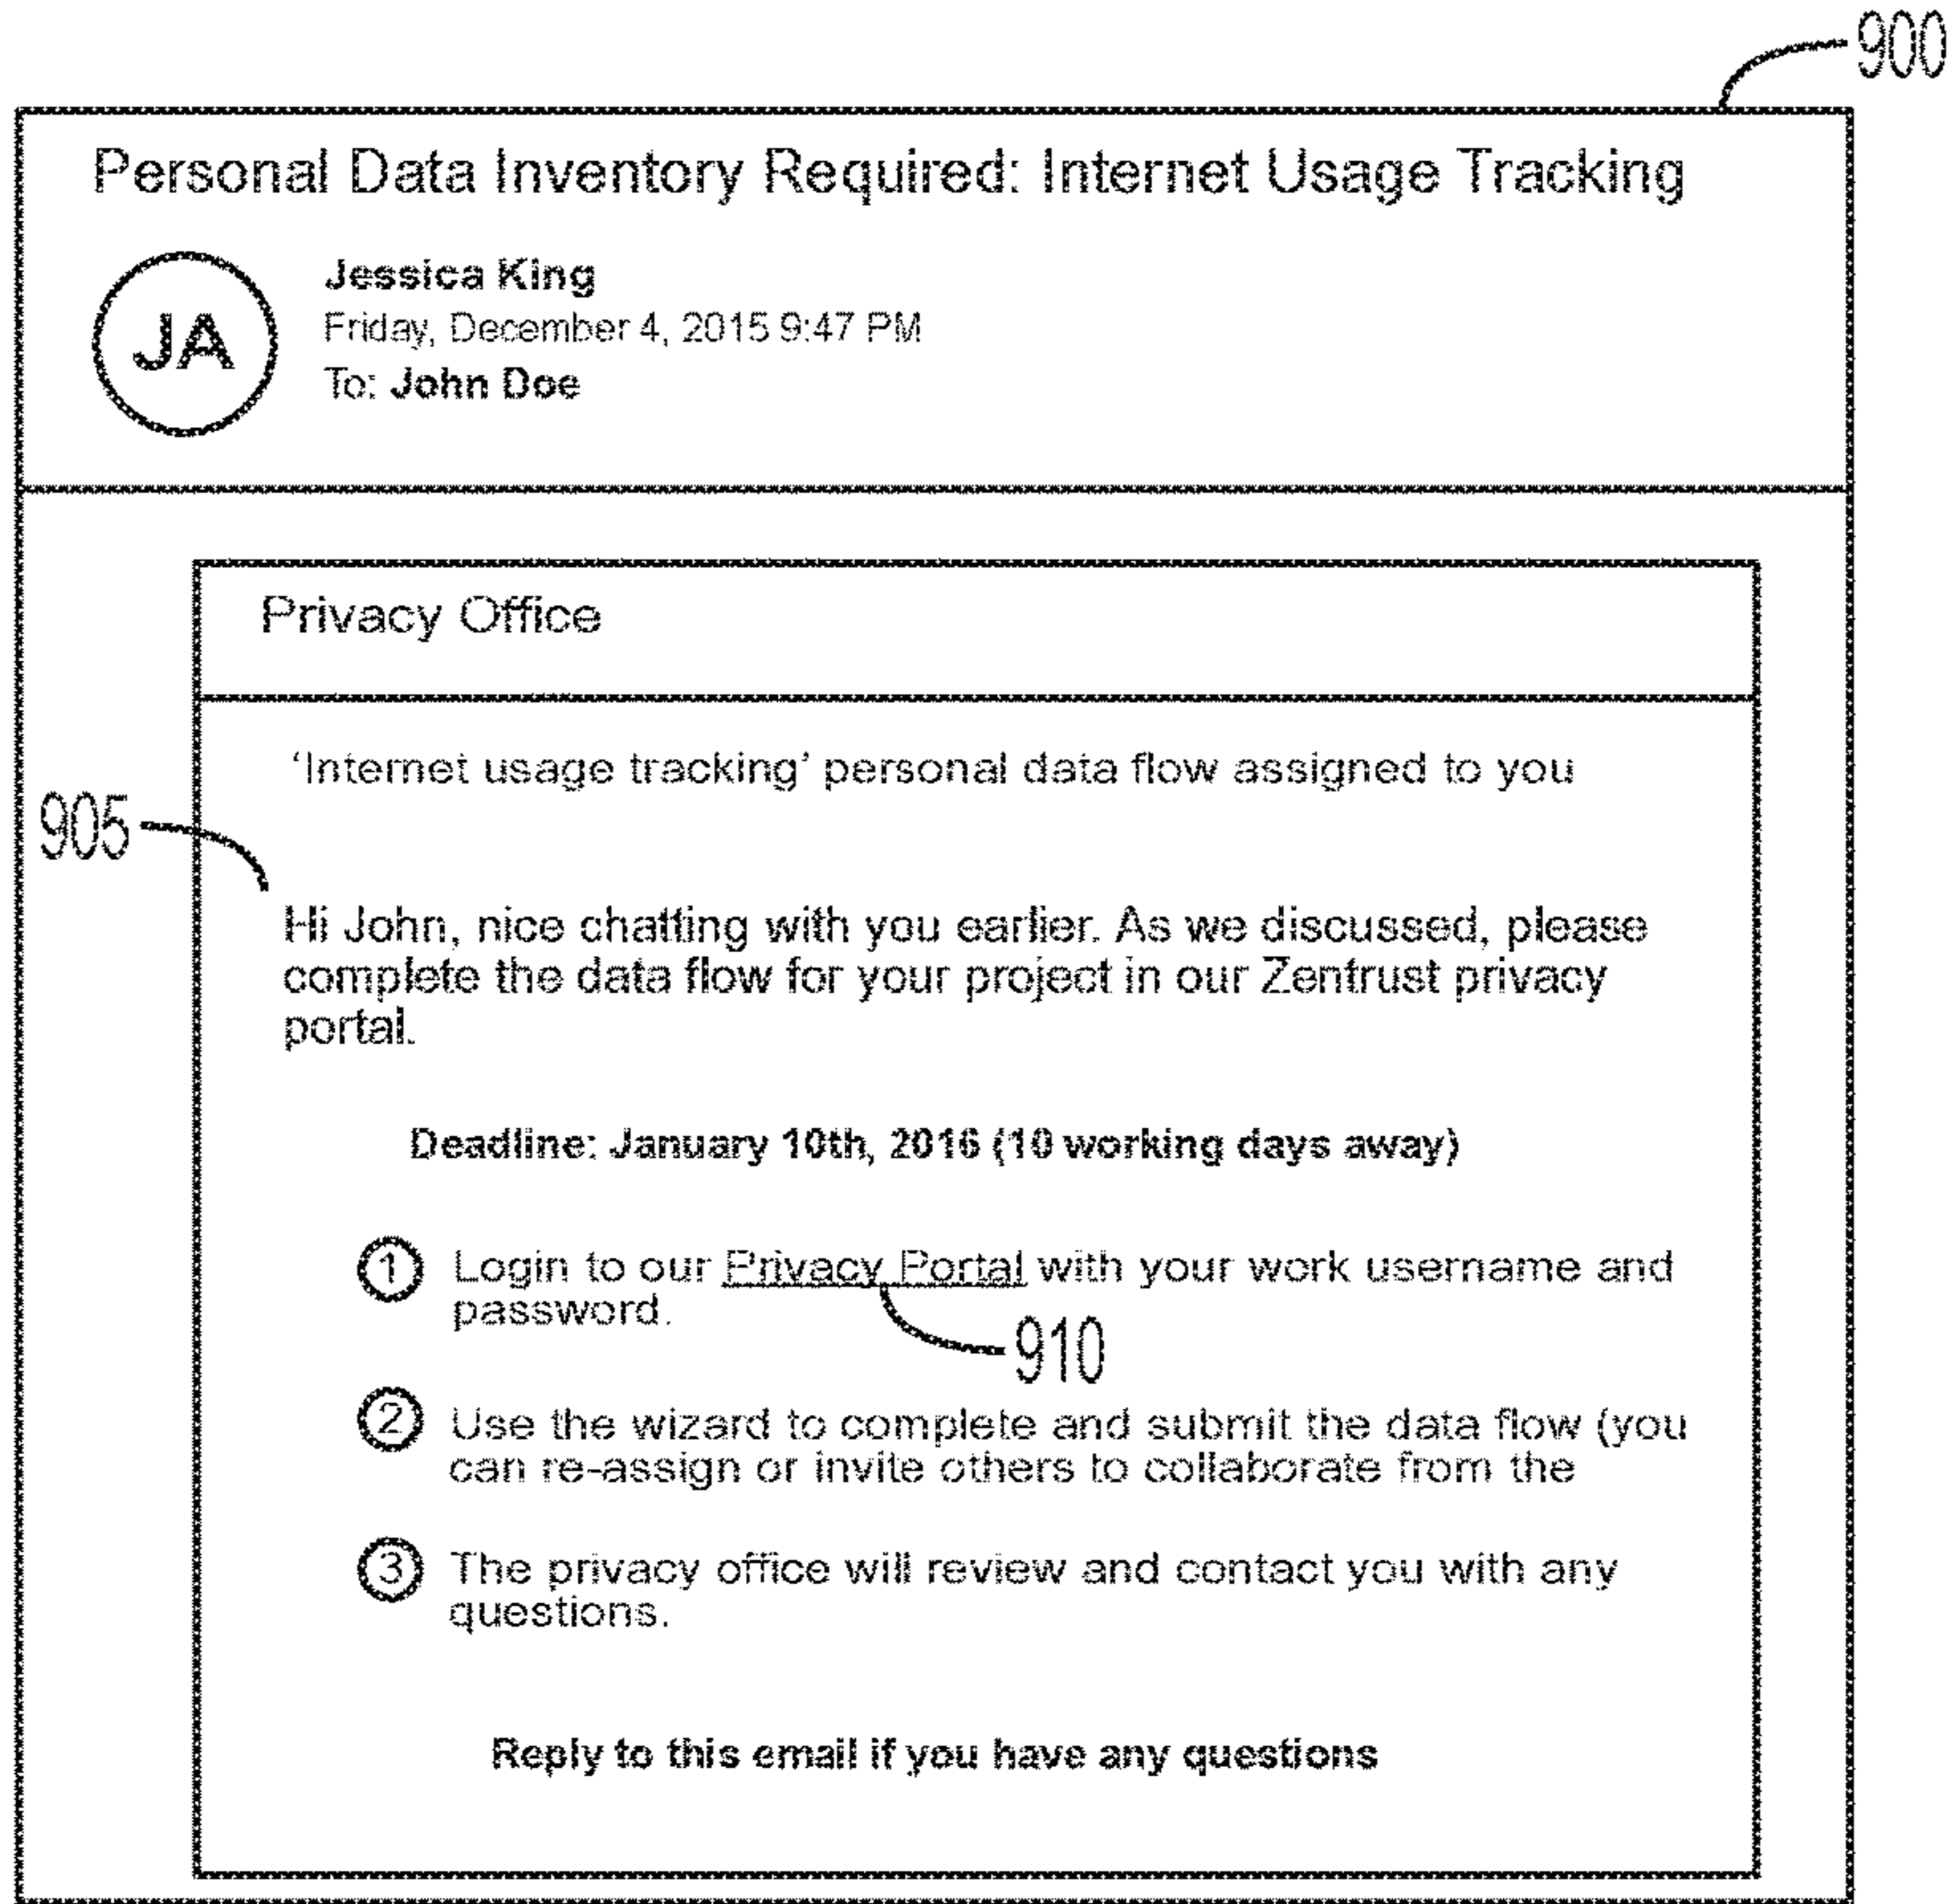 900
Personal Data Inventory Required: Internet Usage Tracking
JA
Jessica King
Friday, December 4, 2015 9:47 PM
To: John Doe
Privacy Office
‘Internet usage tracking’ personal data flow assigned to you
905
Hi John, nice chatting with you earlier. As we discussed, please
complete the data flow for your project in our Zentrust privacy
portal.
Deadline: January 10th, 2016 (10 working days away)
1 Login to our Privacy Portal with your work username and
password.
910
2 Use the wizard to complete and submit the data flow (you
can re-assign or invite others to collaborate from the
3 The privacy office will review and contact you with any
questions.
Reply to this email if you have any questions